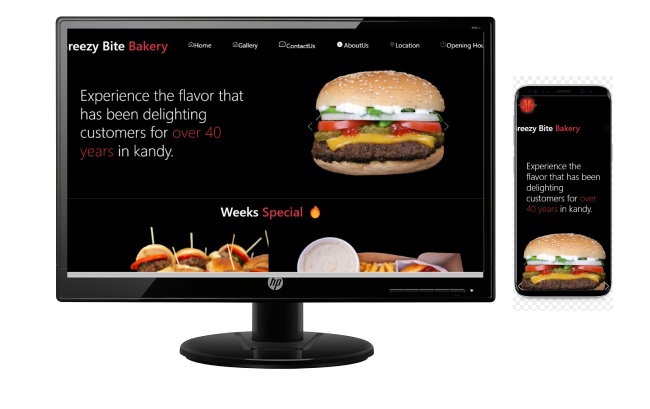 reezy Bite Bakery
Home Gallery ContactUs AboutUs Location Opening Hou
Experience the flavor that
has been delighting
customers for over 40
years in kandy.
Weeks Special
hp
reezy Bite Bakery
Experience the
flavor that has been
delighting
customers for over
40 years in kandy.